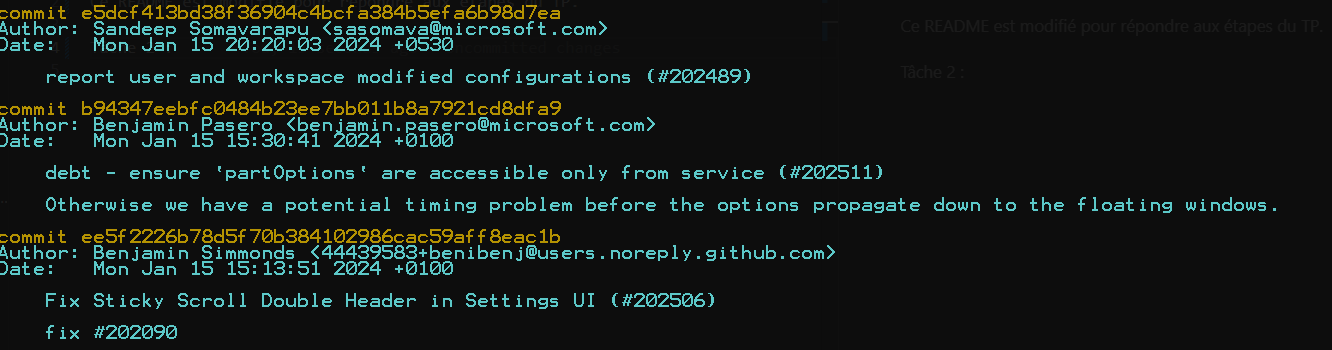 commit e5dcf413bd38f36904c4bcfa384b5efa6b98d7ea
Author: Sandeep Somavarapu <sasomava@microsoft.com>
Date:   Mon Jan 15 20:20:03 2024 +0530
Ce README est modifié pour répondre aux étapes du TP.
Tâche 2 :
report user and workspace modified configurations (#202489)
commit b94347eebfc0484b23ee7bb011b8a7921cd8dfa9
Author: Benjamin Pasero <benjamin.pasero@microsoft.com>
Date:   Mon Jan 15 15:30:41 2024 +0100
debt - ensure 'partOptions' are accessible only from service (#202511)
Otherwise we have a potential timing problem before the options propagate down to the floating windows.
commit ee5f2226b78d5f70b384102986cac59aff8eac1b
Author: Benjamin Simmonds <44439583+benibenj@users.noreply.github.com>
Date:   Mon Jan 15 15:13:51 2024 +0100
Fix Sticky Scroll Double Header in Settings UI (#202506)
fix #202090